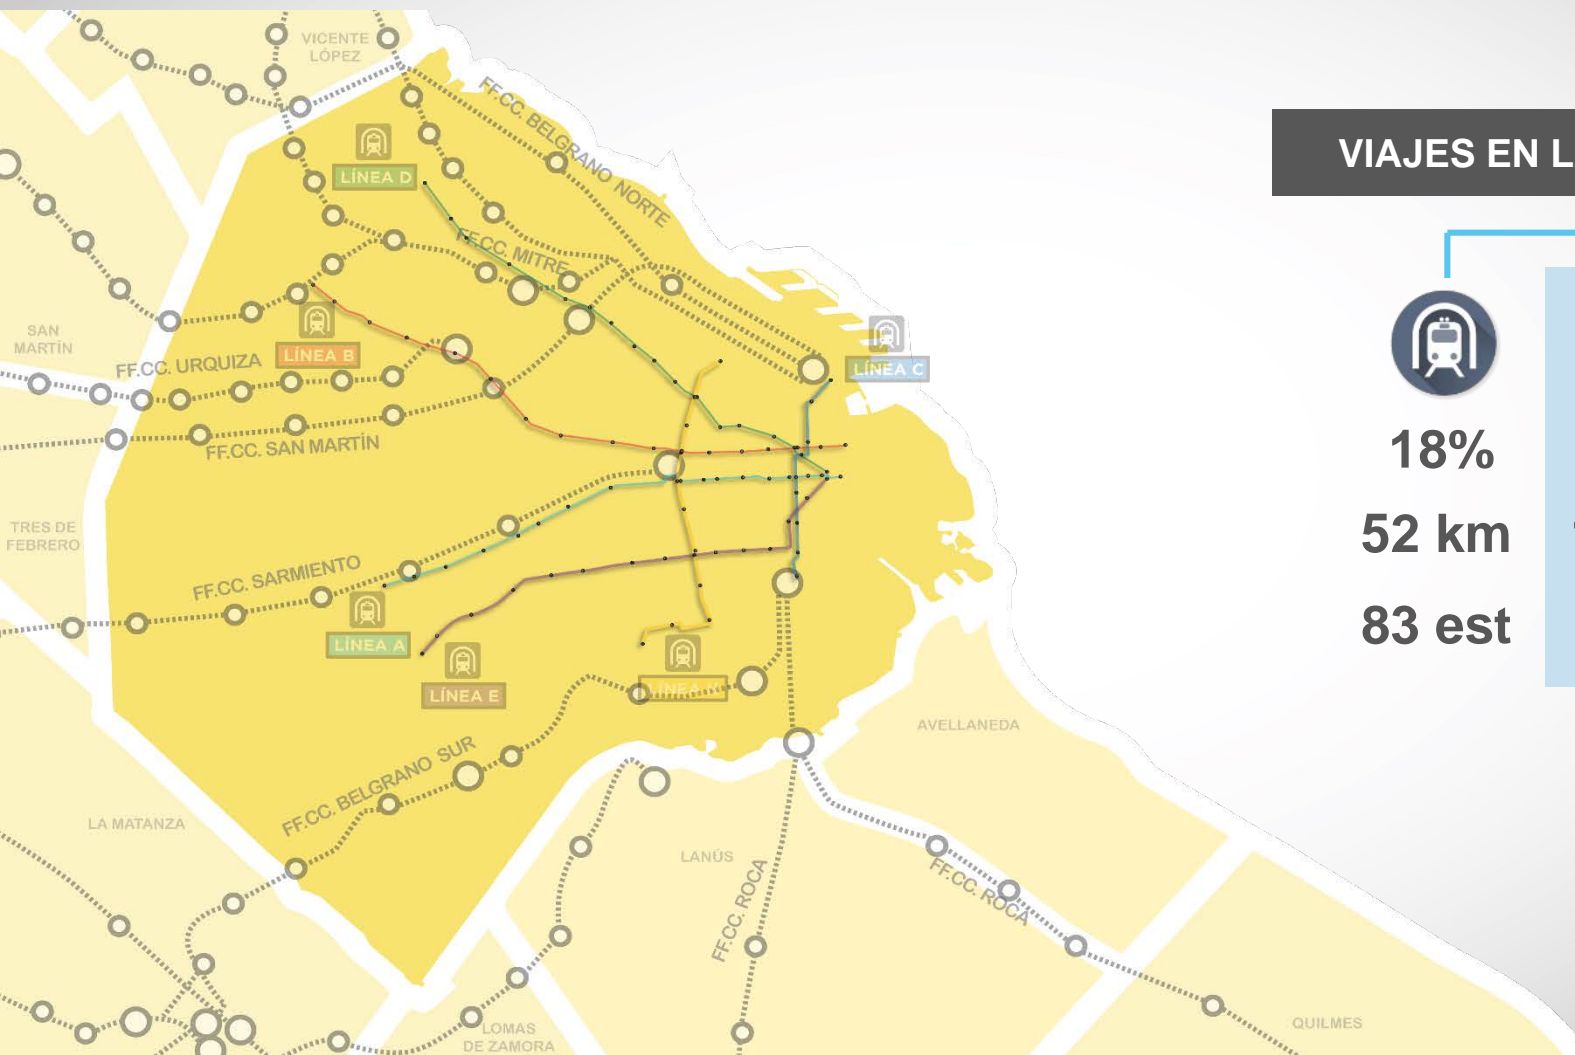 VICENTE
LÓPEZ
FF.CC. BELGRANO NORTE
VIAJES EN L
LÍNEA D
FF.CC. MITRE
SAN
MARTÍN
FF.CC. URQUIZA
LÍNEA B
LÍNEA C
FF.CC. SAN MARTÍN
18%
TRES DE
FEBRERO
52 km
FF.CC. SARMIENTO
LÍNEA A
83 est
LÍNEA E
LÍNEA H
AVELLANEDA
FF.CC. BELGRANO SUR
LA MATANZA
LANÚS
FF.CC. ROCA
FF.CC. ROCA
LOMAS
DE ZAMORA
QUILMES